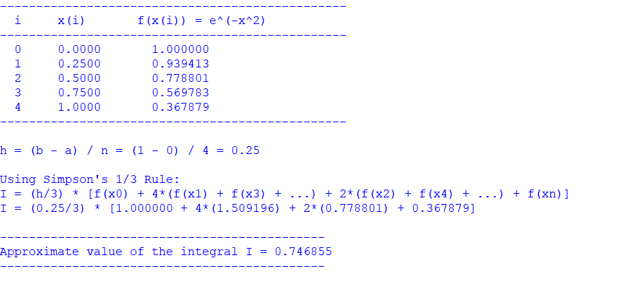 ------------------------------------------------
i     x(i)       f(x(i)) = e^(-x^2)
------------------------------------------------
0     0.0000       1.000000
1     0.2500       0.939413
2     0.5000       0.778801
3     0.7500       0.569783
4     1.0000       0.367879
------------------------------------------------
h = (b - a) / n = (1 - 0) / 4 = 0.25
Using Simpson's 1/3 Rule:
I = (h/3) * [f(x0) + 4*(f(x1) + f(x3) + ...) + 2*(f(x2) + f(x4) + ...) + f(xn)]
I = (0.25/3) * [1.000000 + 4*(1.509196) + 2*(0.778801) + 0.367879]
---------------------------------------------
Approximate value of the integral I = 0.746855
---------------------------------------------